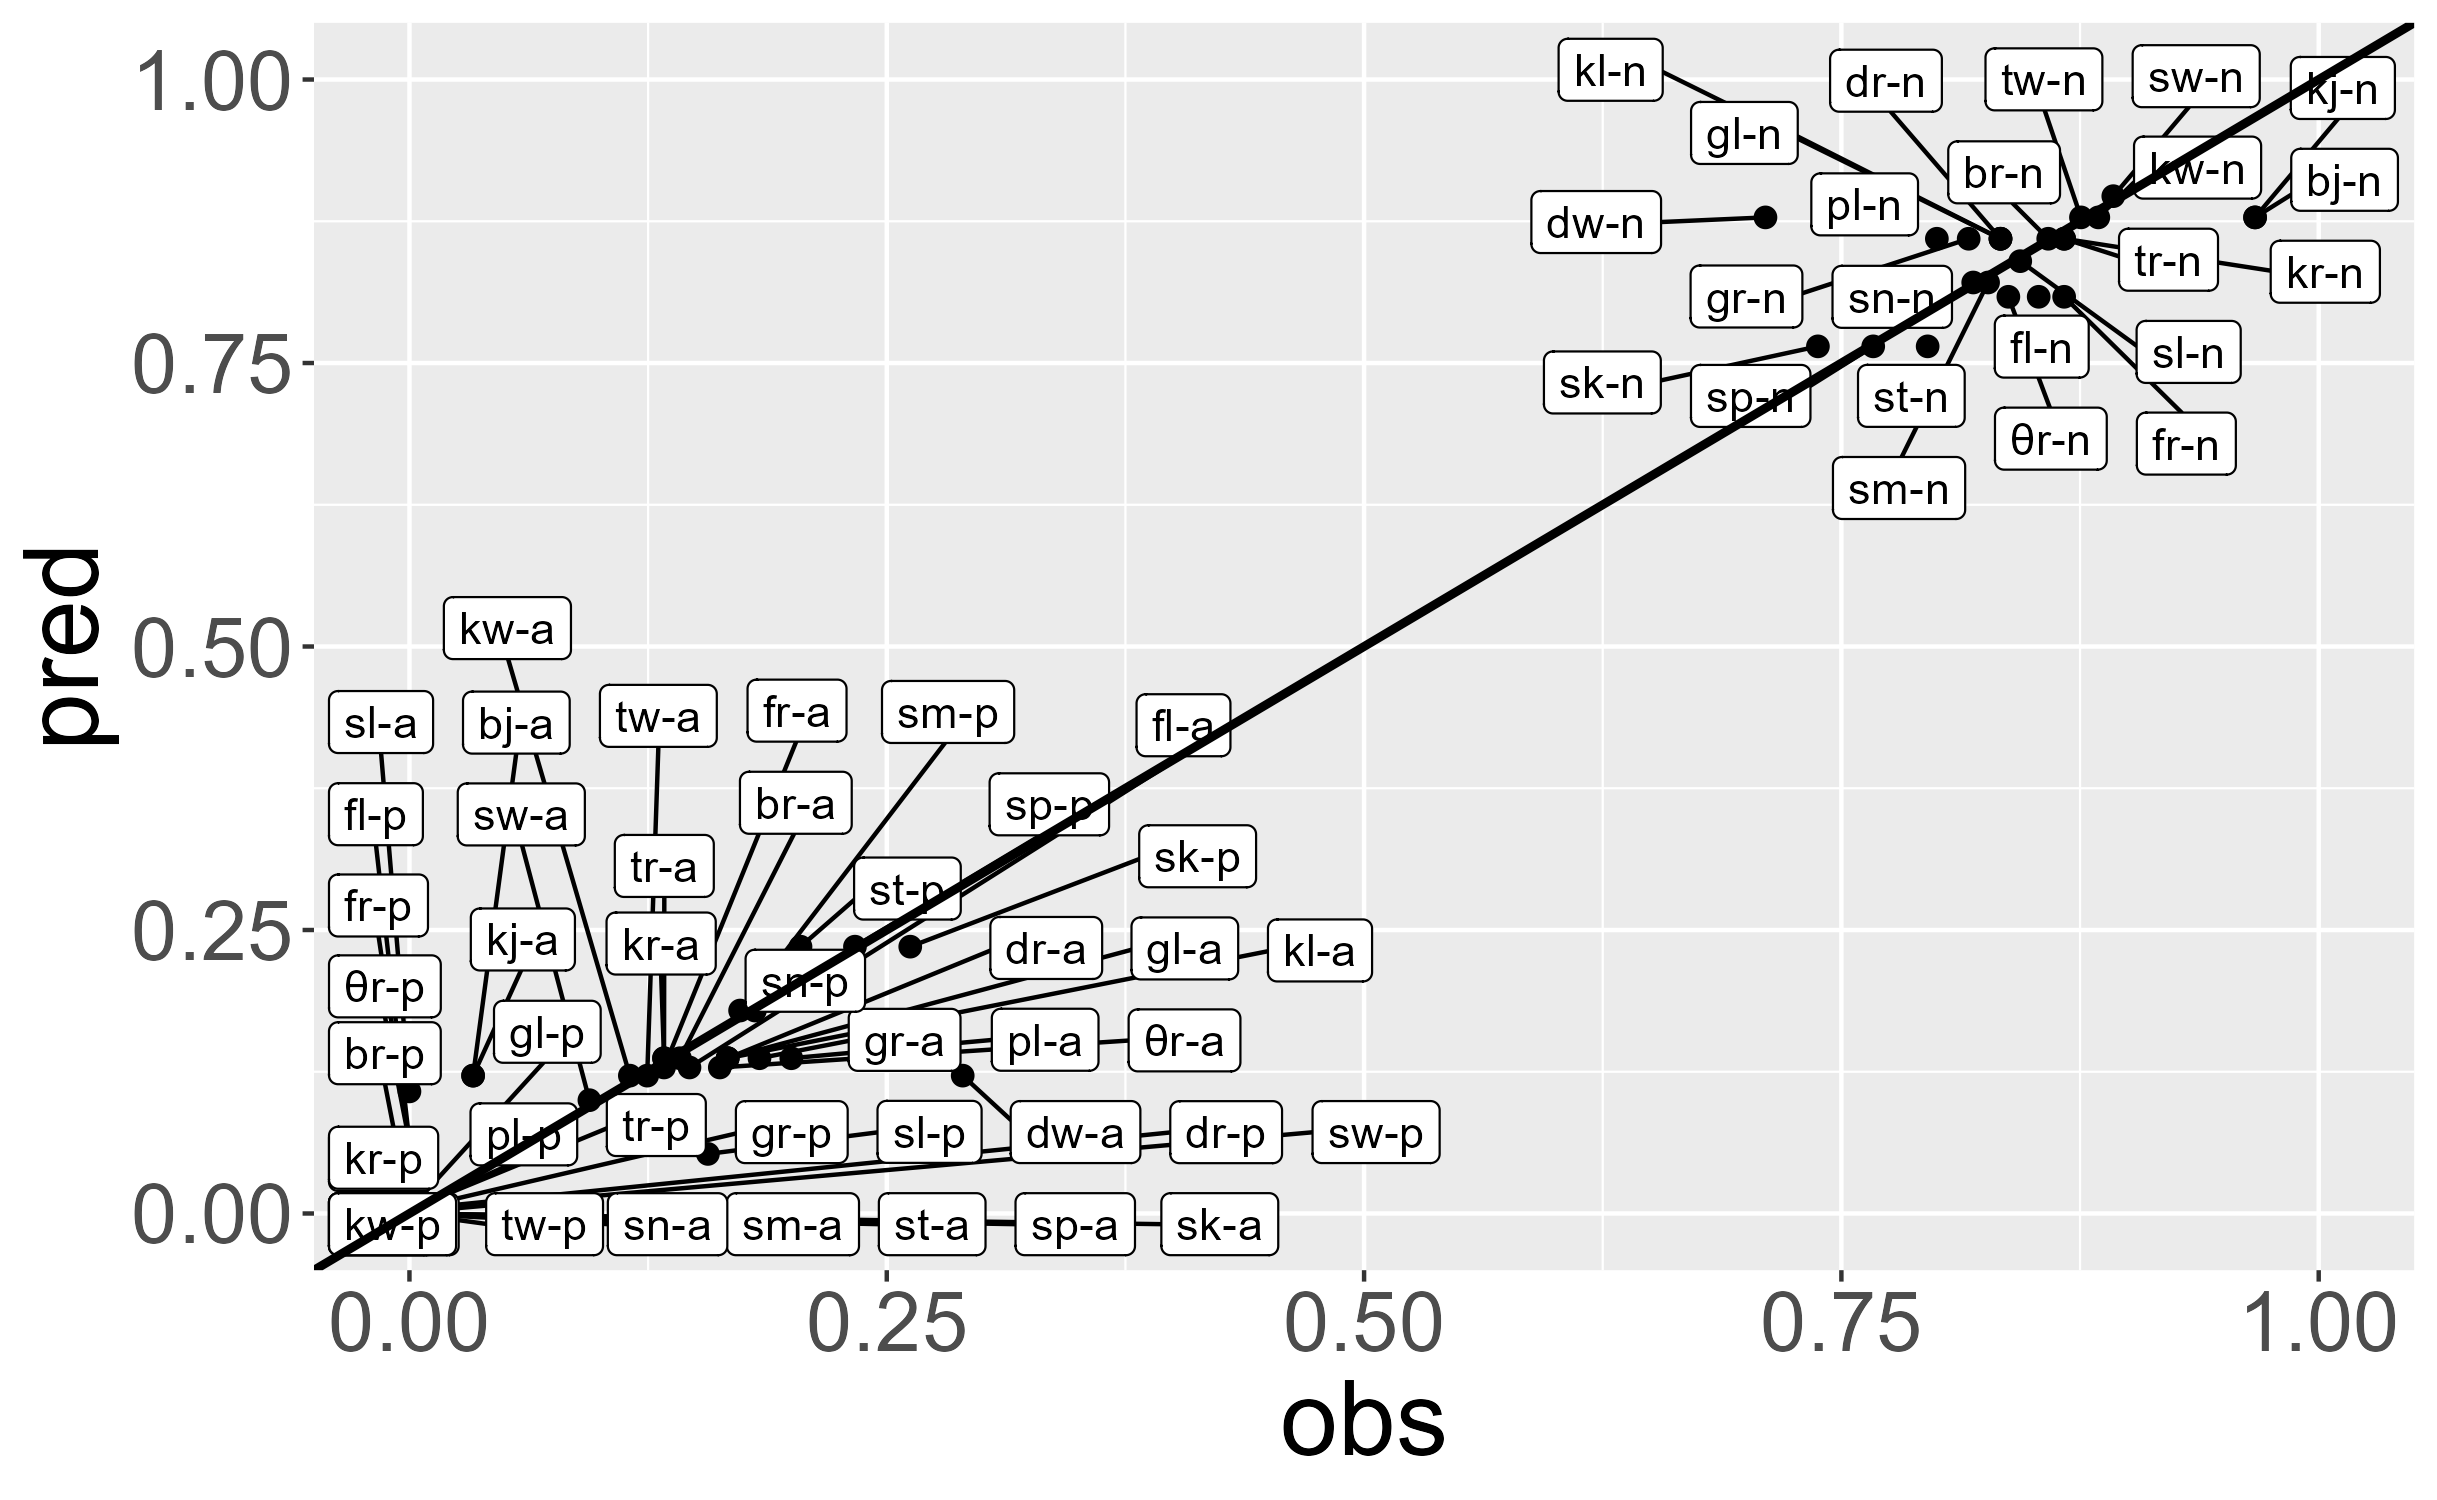 1.00
0.75
0.50
0.25
0.00
pred
kl-n
dr-n
tw-n
sw-n
kj-n
gl-n
br-n
kw-n
bj-n
dw-n
pl-n
tr-n
kr-n
gr-n
sn-n
fl-n
sl-n
sk-n
sp-n
st-n
θr-n
fr-n
sm-n
kw-a
sl-a
bj-a
tw-a
fr-a
sm-p
fl-a
fl-p
sw-a
br-a
sp-p
tr-a
sk-p
st-p
fr-p
kj-a
kr-a
dr-a
gl-a
kl-a
θr-p
sn-p
gl-p
gr-a
pl-a
θr-a
br-p
pl-p
tr-p
gr-p
sl-p
dw-a
dr-p
sw-p
kr-p
kw-p
tw-p
sn-a
sm-a
st-a
sp-a
sk-a
0.00
0.25
0.50
0.75
1.00
obs